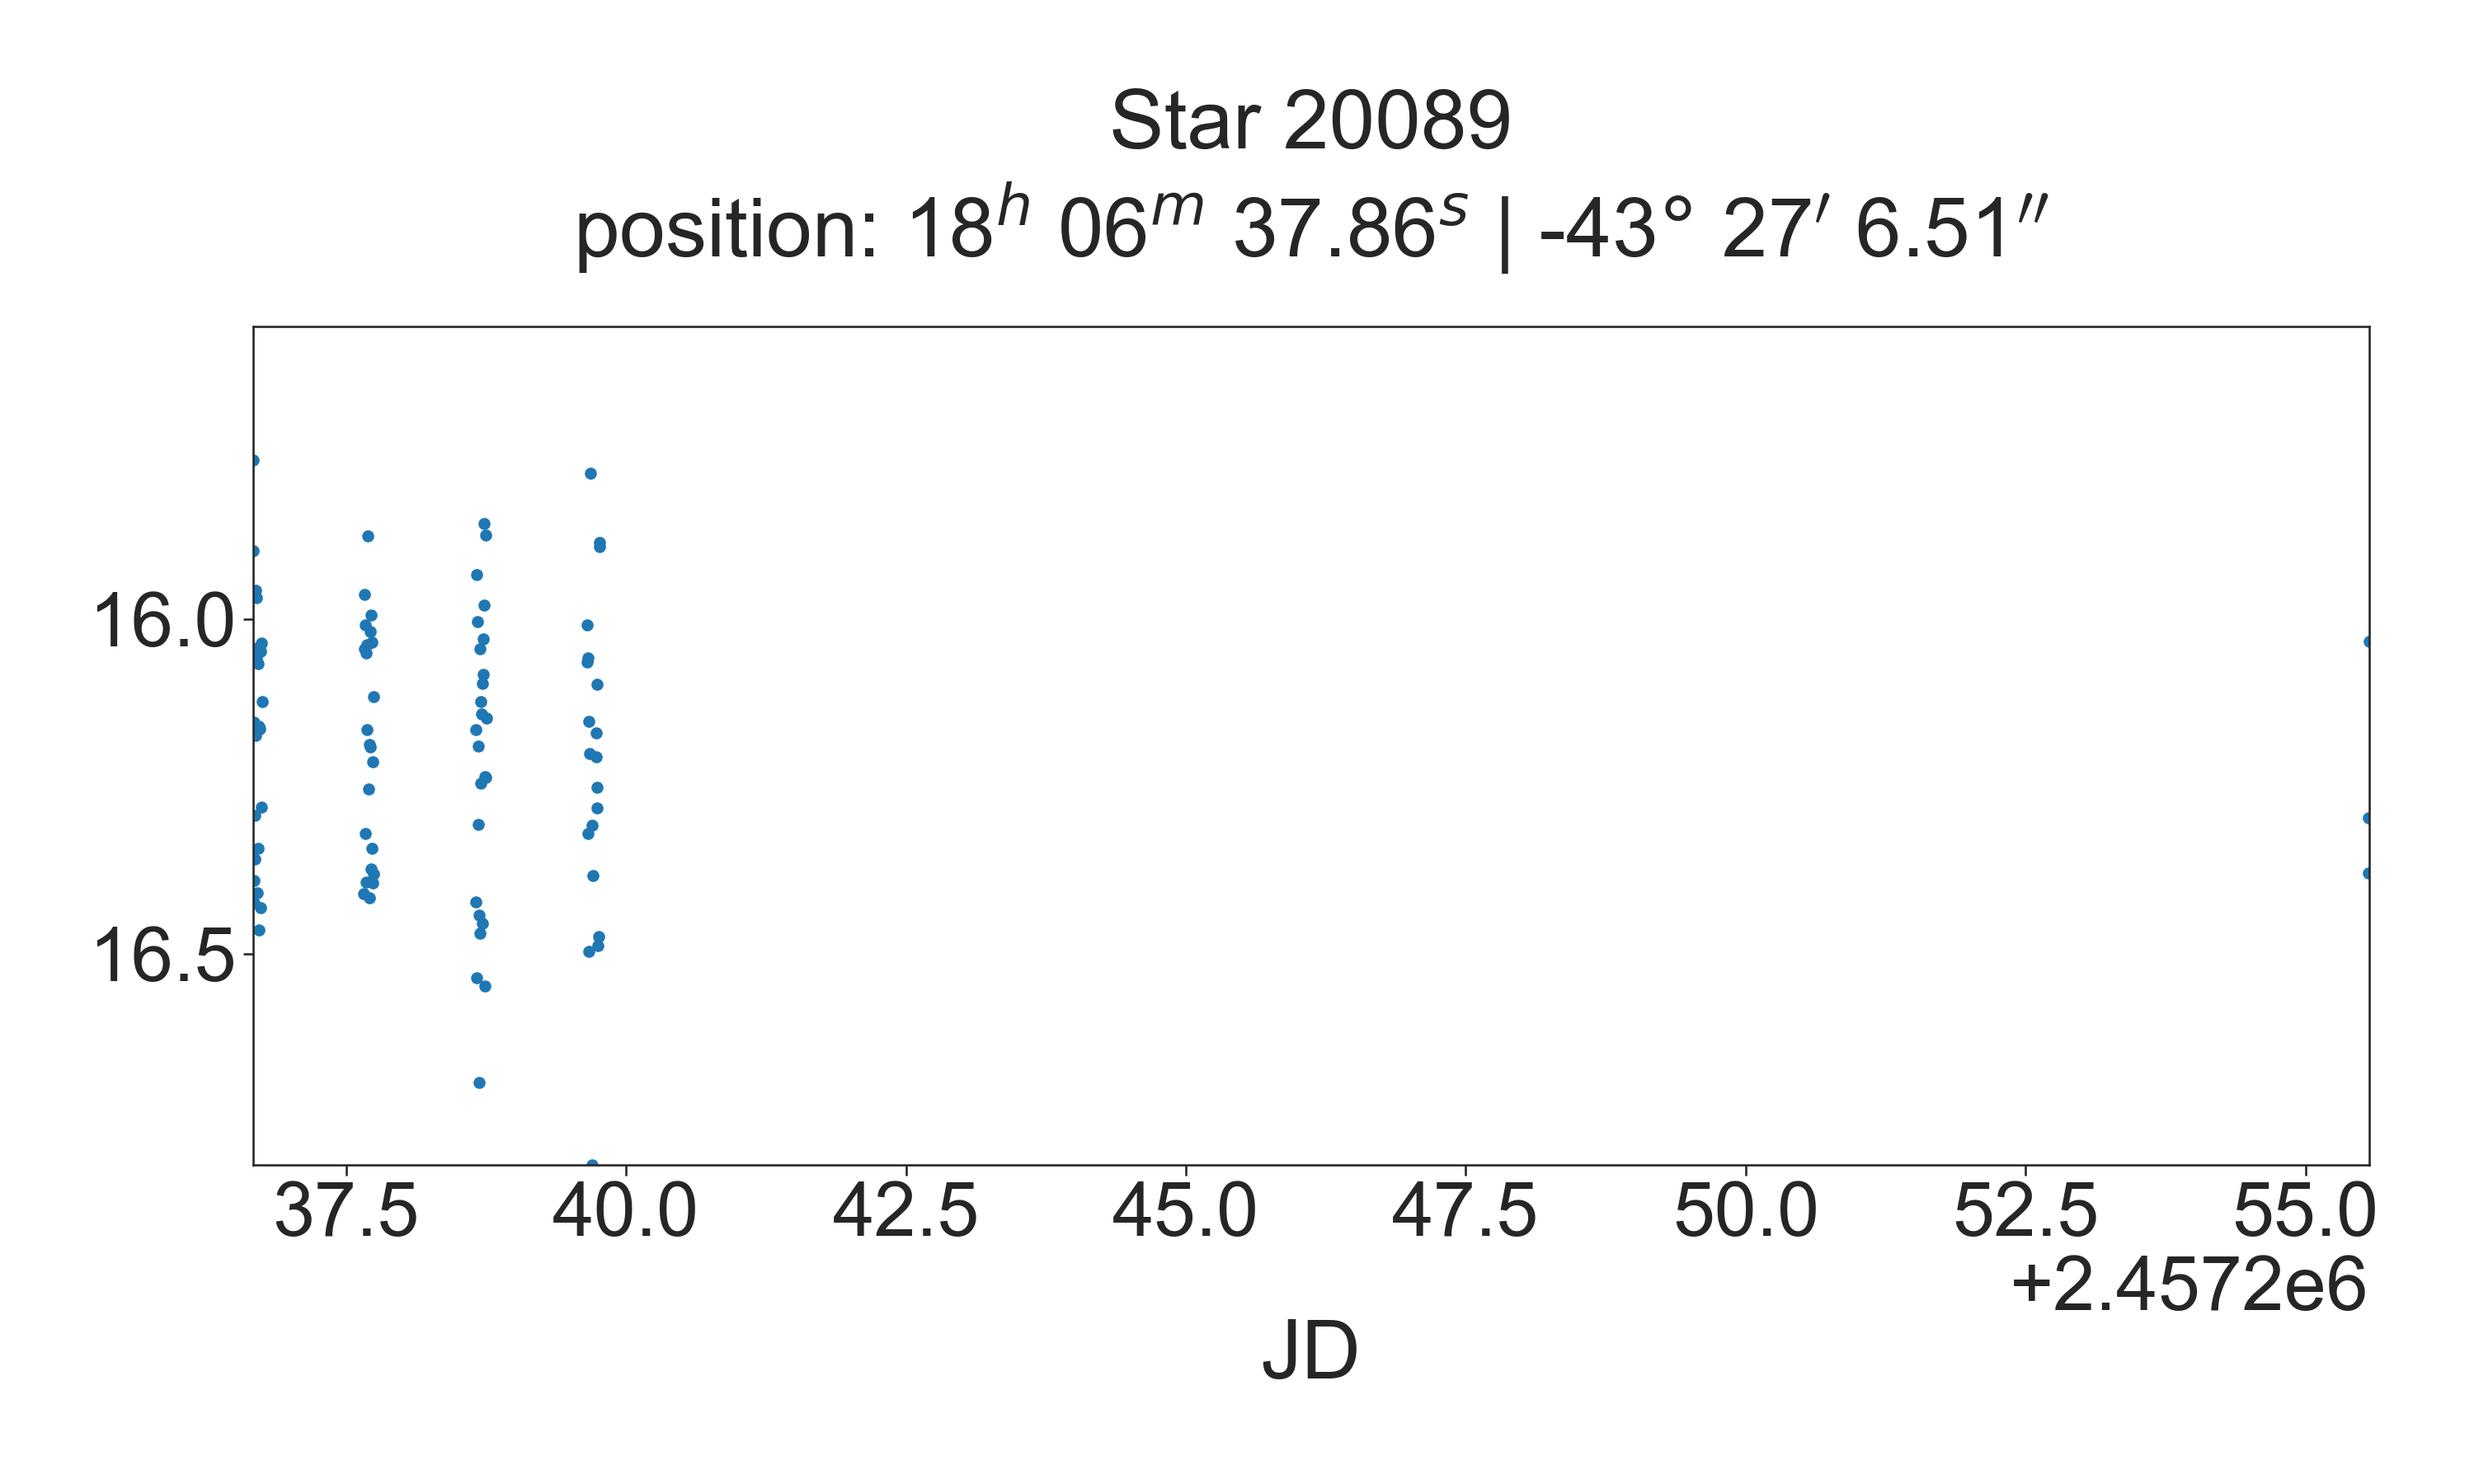 Star 20089
position: 18ʰ 06ᵐ 37.86ˢ | -43° 27′ 6.51″
16.0
16.5
37.5 40.0 42.5 45.0 47.5 50.0 52.5 55.0
+2.4572e6
JD